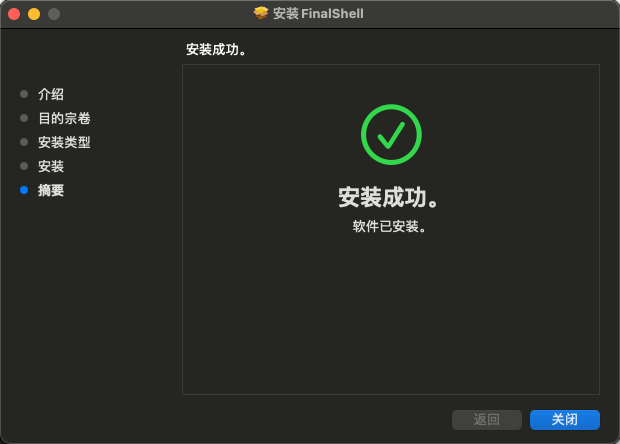 安装 FinalShell
安装成功。
介绍
目的宗卷
安装类型
安装
摘要
安装成功。
软件已安装。
返回
关闭